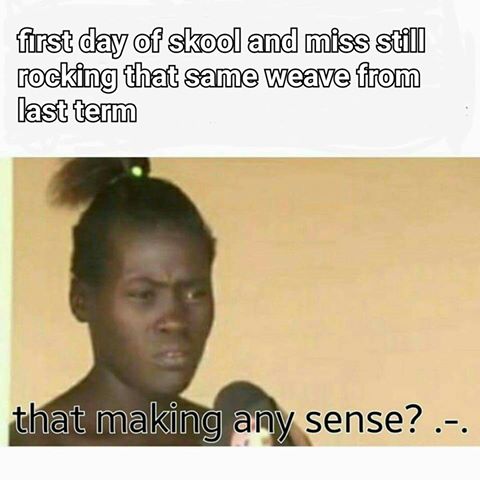 first day of skool and miss still
rocking that same weave from
last term
that making any sense? .-.